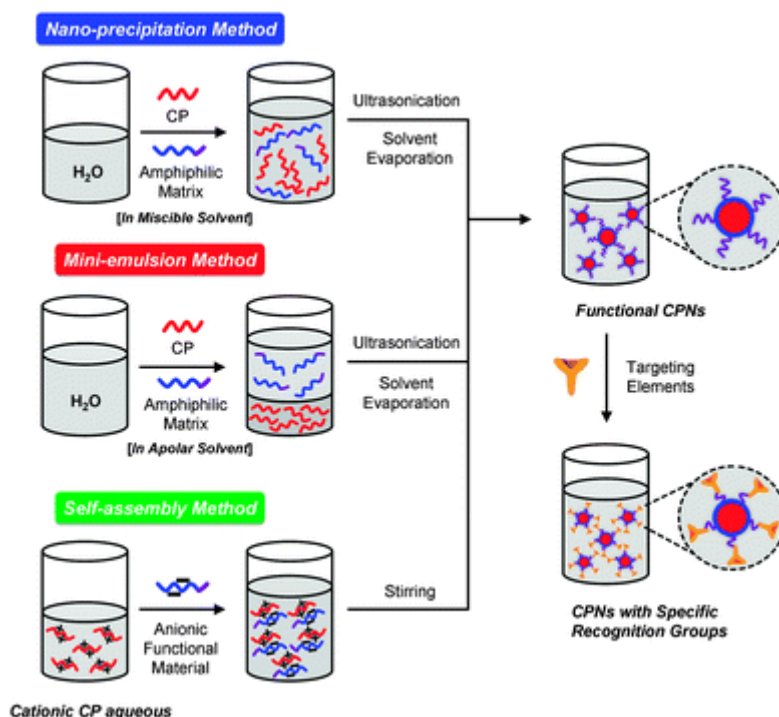 Nano-precipitation Method
CP
H₂O
Amphiphilic
Matrix
[In Miscible Solvent]
Ultrasonication
Solvent
Evaporation
Mini-emulsion Method
CP
H₂O
Amphiphilic
Matrix
[In Apolar Solvent]
Ultrasonication
Solvent
Evaporation
Self-assembly Method
Anionic
Functional
Material
Stirring
Cationic CP aqueous
Functional CPNs
Targeting
Elements
CPNs with Specific
Recognition Groups